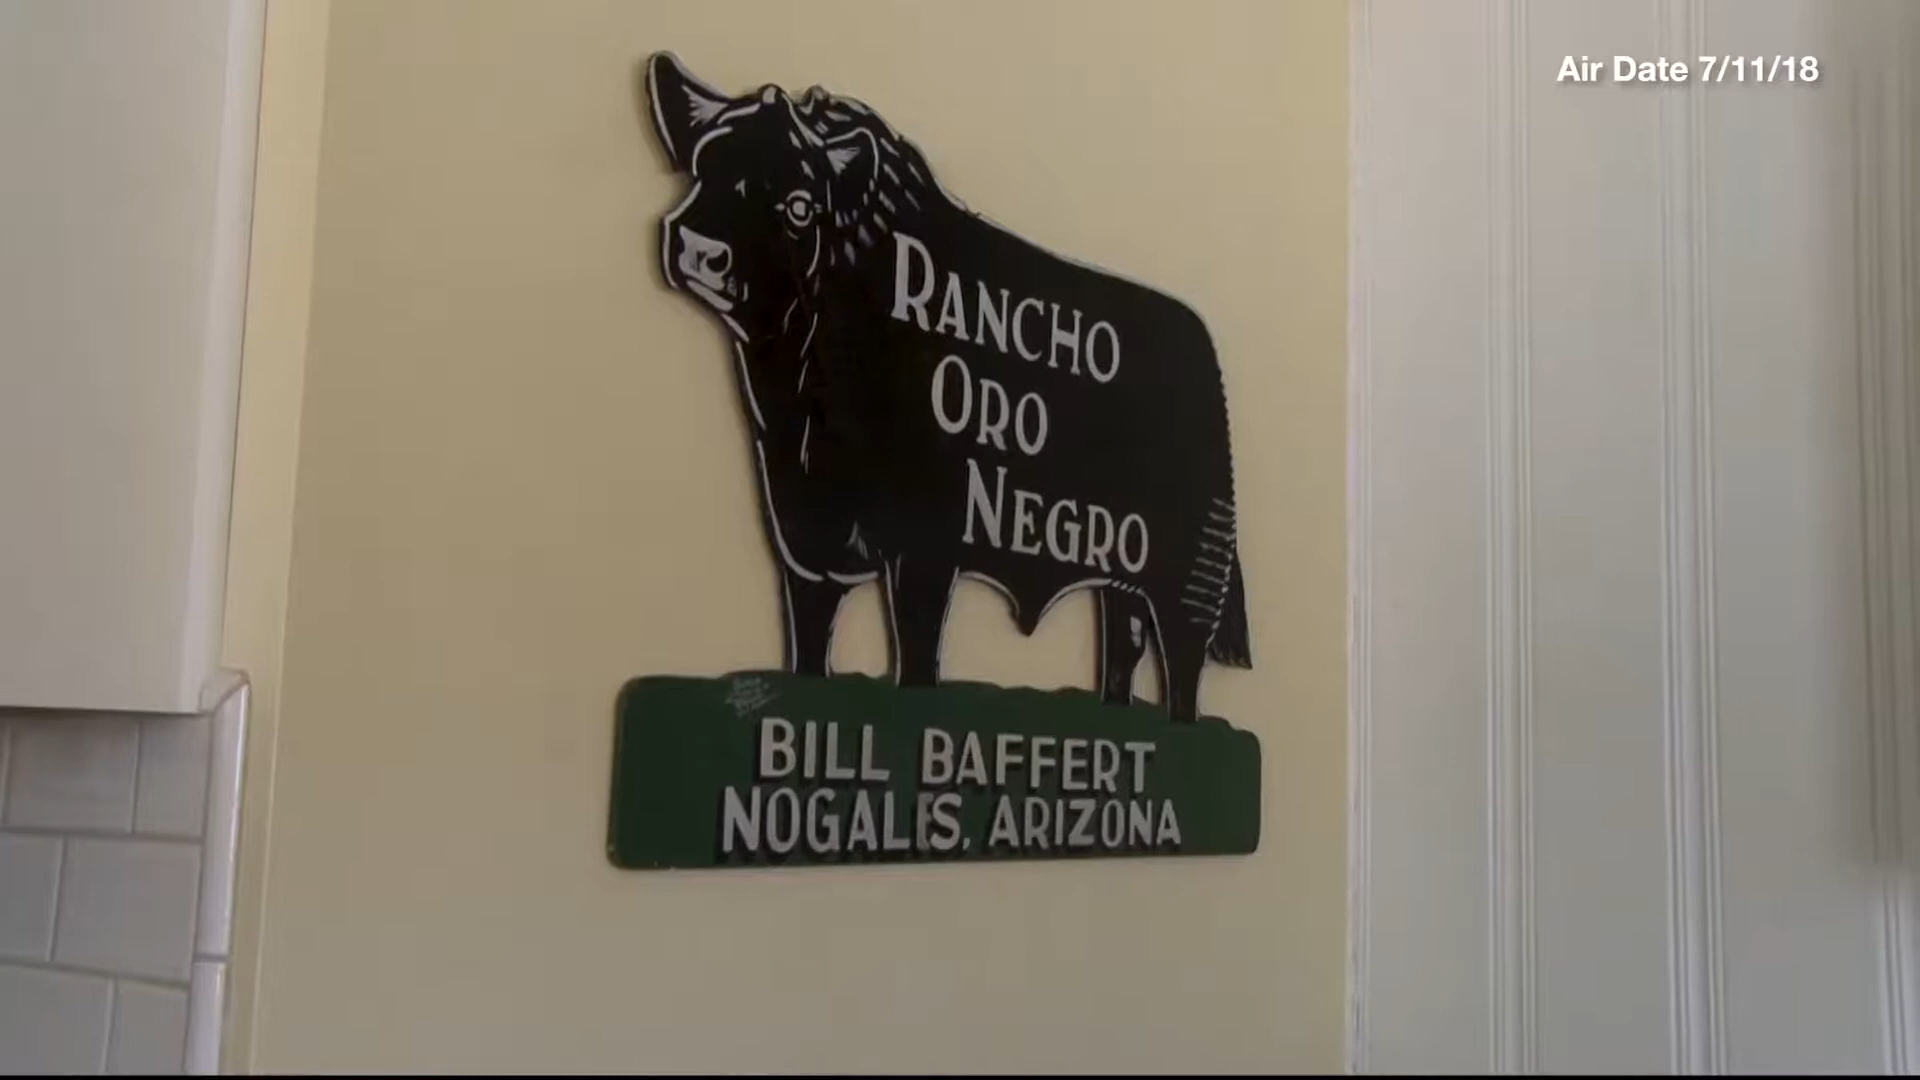 Air Date 7/11/18
RANCHO
ORO
NEGRO
BILL BAFFERT
NOGALES, ARIZONA